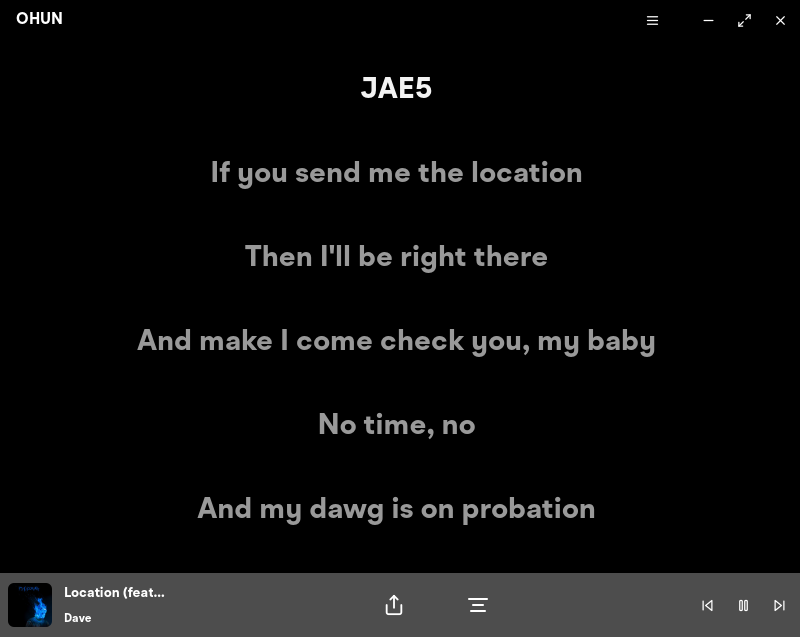 OHUN
JAE5
If you send me the location
Then I'll be right there
And make I come check you, my baby
No time, no
And my dawg is on probation
Location (feat...
Dave